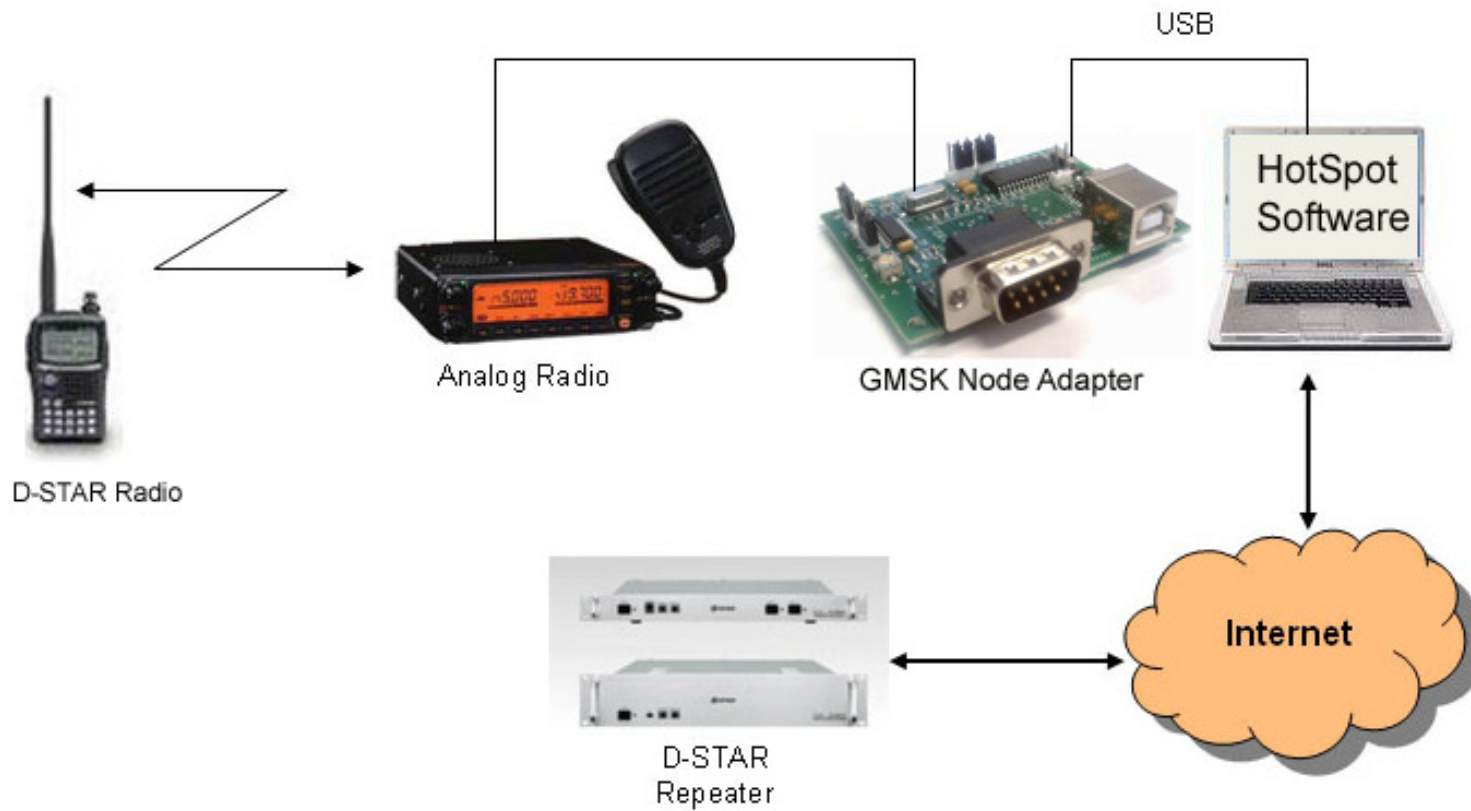 USB
HotSpot
Software
Analog Radio
GMSK Node Adapter
D-STAR Radio
Internet
D-STAR
Repeater